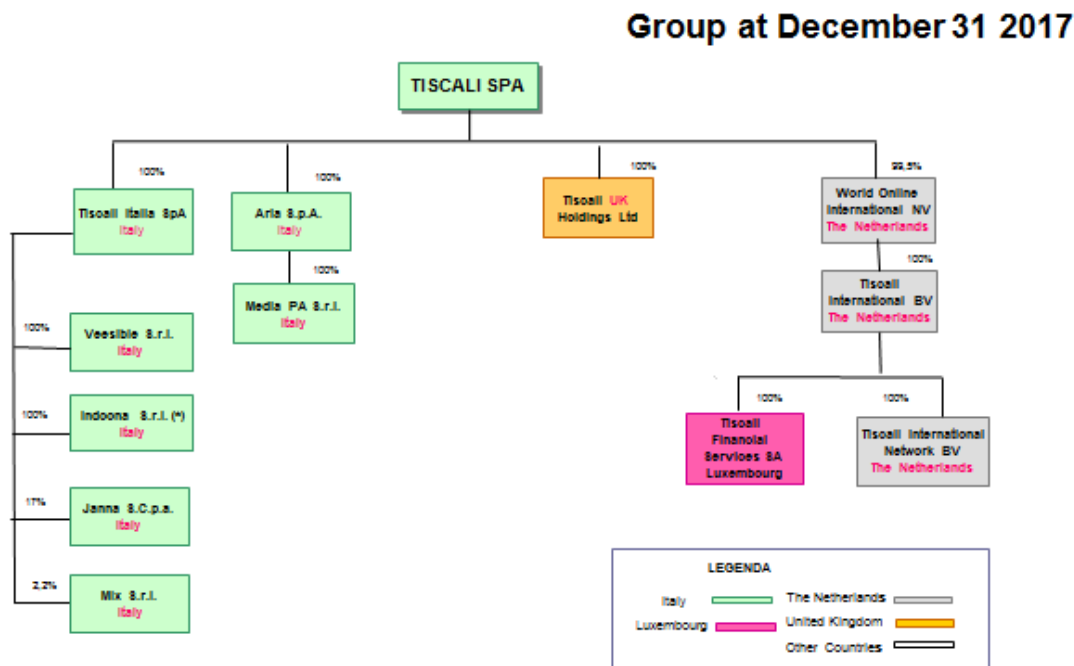 Group at December 31 2017
TISCALI SPA
100%
100%
100%
99,5%
Tiscali Italia SpA
Italy
Aria S.p.A.
Italy
Tiscali UK
Holdings Ltd
World Online
International NV
The Netherlands
100%
100%
Media PA S.r.l.
Italy
Tiscali
International BV
The Netherlands
100%
Veesible S.r.l.
Italy
100%
Indoona S.r.l. (*)
Italy
17%
Janna S.C.p.a.
Italy
2,2%
Mix S.r.l.
Italy
100%
100%
Tiscali
Financial
Services SA
Luxembourg
Tiscali International
Network BV
The Netherlands
LEGENDA
Italy
The Netherlands
Luxembourg
United Kingdom
Other Countries